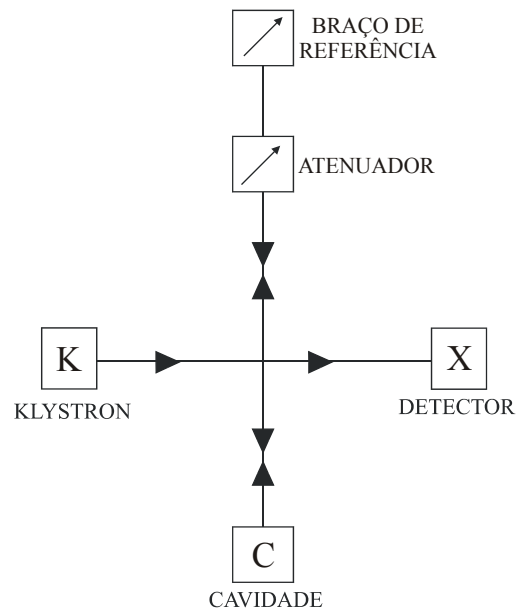 BRAÇO DE
REFERÊNCIA
ATENUADOR
K
KLYSTRON
X
DETECTOR
C
CAVIDADE